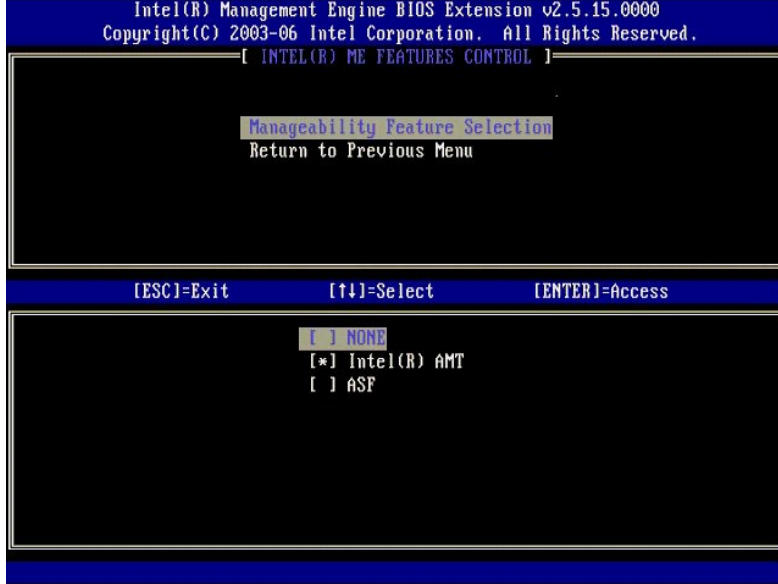 Intel(R) Management Engine BIOS Extension v2.5.15.0000
Copyright(C) 2003-06 Intel Corporation. All Rights Reserved.
[ INTEL(R) ME FEATURES CONTROL ]
Manageability Feature Selection
Return to Previous Menu
[ESC]=Exit [↑↓]=Select [ENTER]=Access
[ ] NONE
[*] Intel(R) AMT
[ ] ASF